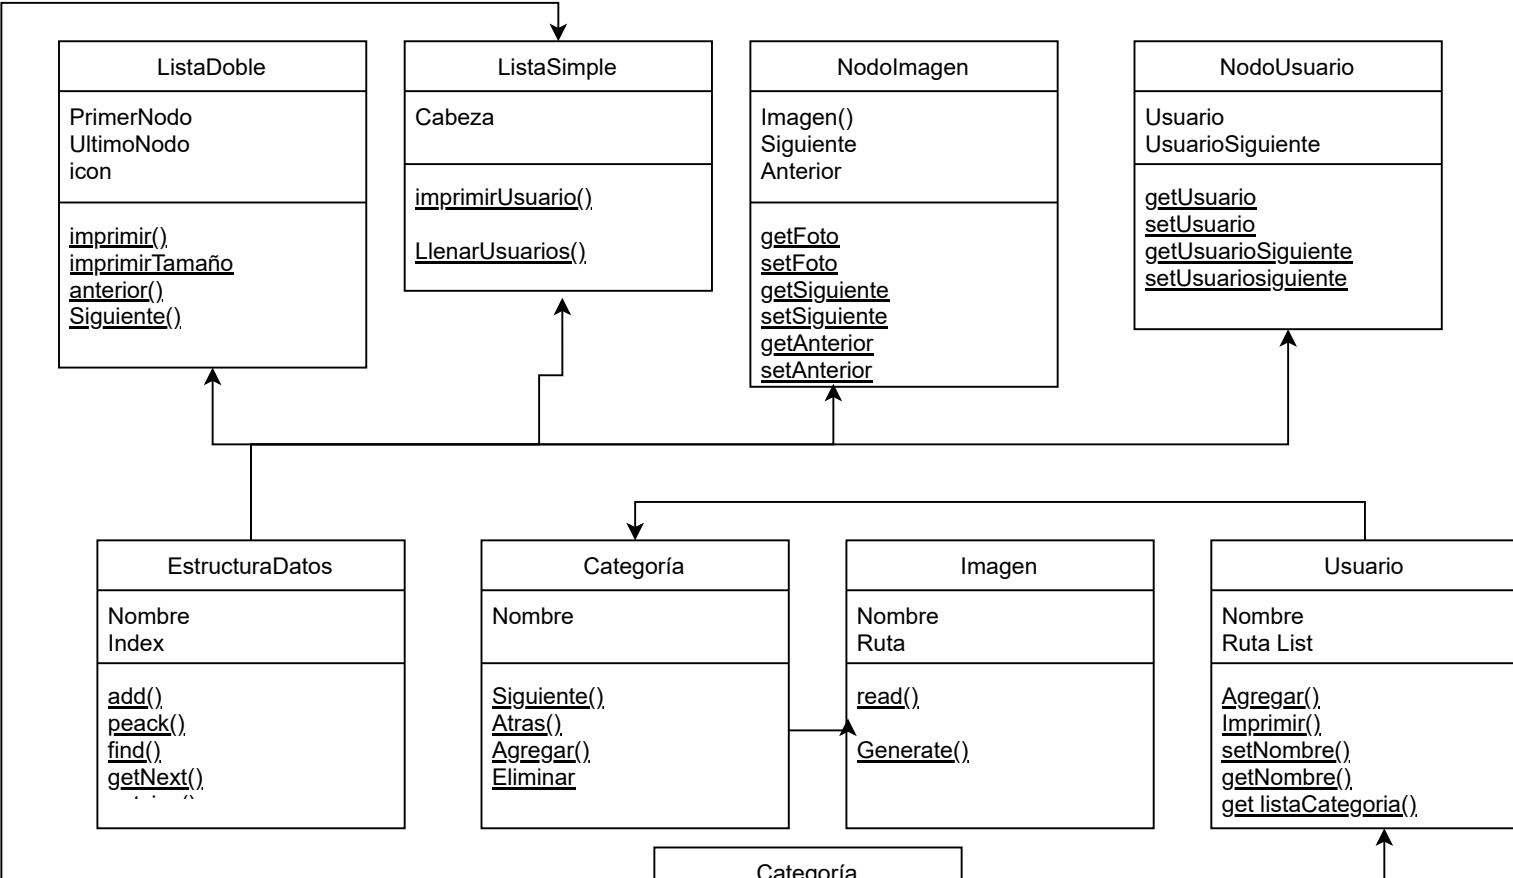 ListaDoble
PrimerNodo
UltimoNodo
icon
imprimir()
imprimirTamaño
anterior()
Siguiente()
ListaSimple
Cabeza
imprimirUsuario()
LlenarUsuarios()
NodoImagen
Imagen()
Siguiente
Anterior
getFoto
setFoto
getSiguiente
setSiguiente
getAnterior
setAnterior
NodoUsuario
Usuario
UsuarioSiguiente
getUsuario
setUsuario
getUsuarioSiguiente
setUsuariosiguiente
EstructuraDatos
Nombre
Index
add()
peack()
find()
getNext()
Categoría
Nombre
Siguiente()
Atras()
Agregar()
Eliminar
Imagen
Nombre
Ruta
read()
Generate()
Usuario
Nombre
Ruta List
Agregar()
Imprimir()
setNombre()
getNombre()
get listaCategoria()
Categoría